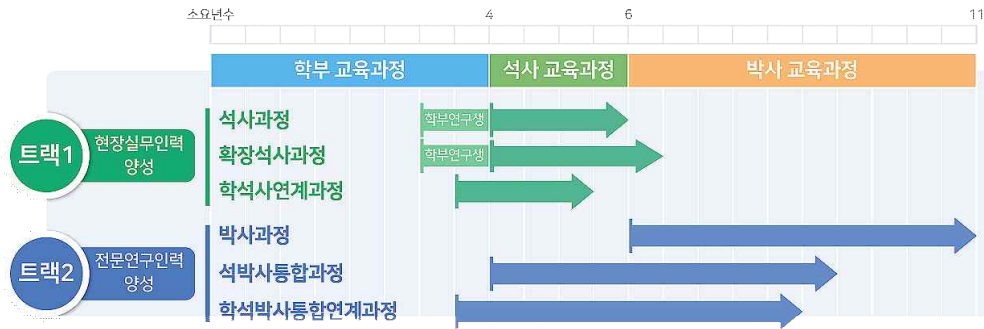 소요년수 4 6 11
학부 교육과정 석사 교육과정 박사 교육과정
트랙1
현장실무인력
양성
석사과정
학부연구생
확장석사과정
학부연구생
학석사연계과정
트랙2
전문연구인력
양성
박사과정
석박사통합과정
학석박사통합연계과정